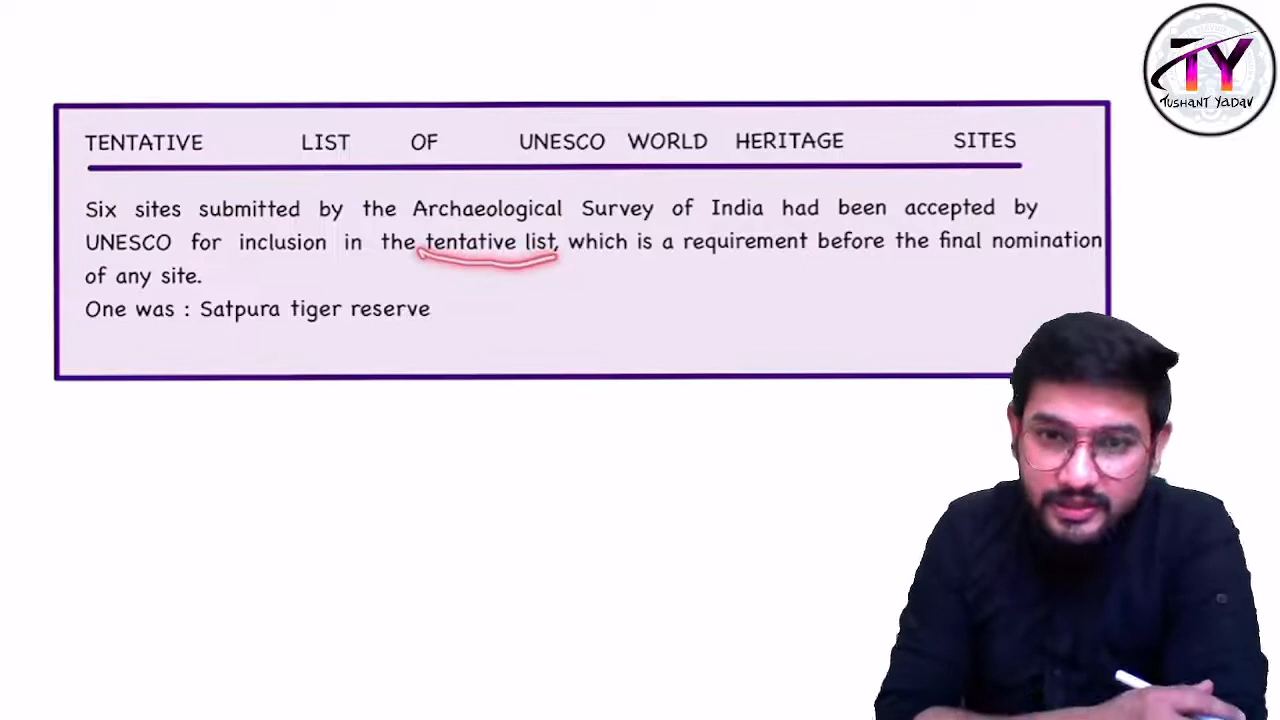 TY
TUSHANT YADAV
TENTATIVE LIST OF UNESCO WORLD HERITAGE SITES
Six sites submitted by the Archaeological Survey of India had been accepted by
UNESCO for inclusion in the tentative list, which is a requirement before the final nomination
of any site.
One was : Satpura tiger reserve